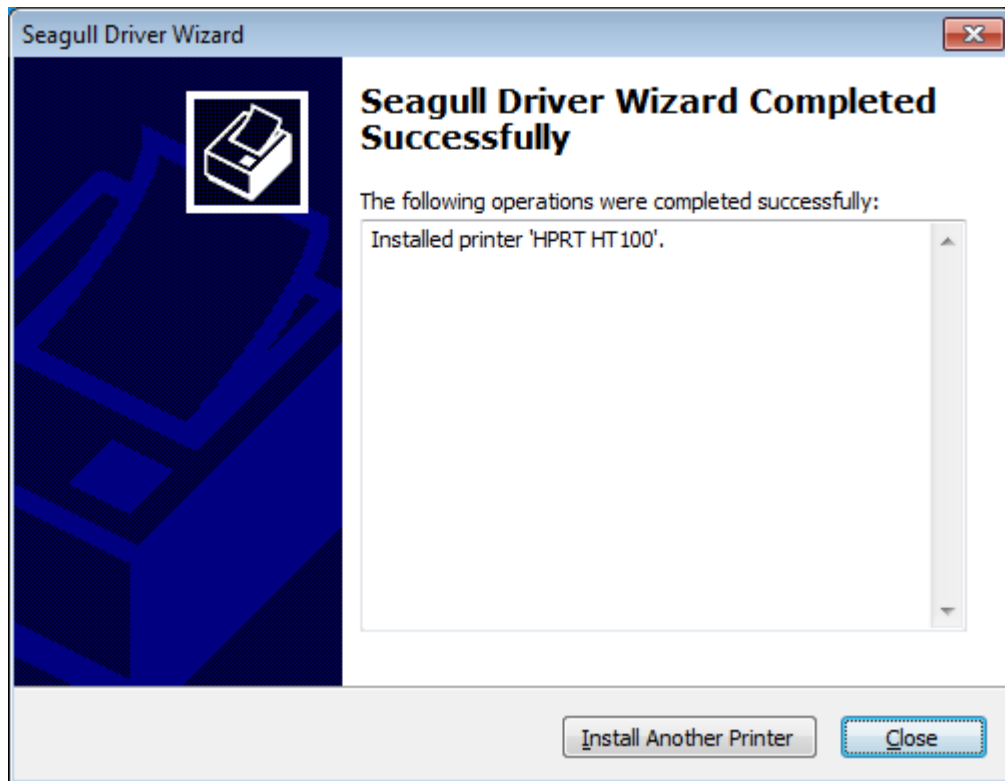 Seagull Driver Wizard
Seagull Driver Wizard Completed
Successfully
The following operations were completed successfully:
Installed printer 'HPRT HT100'.
Install Another Printer
Close